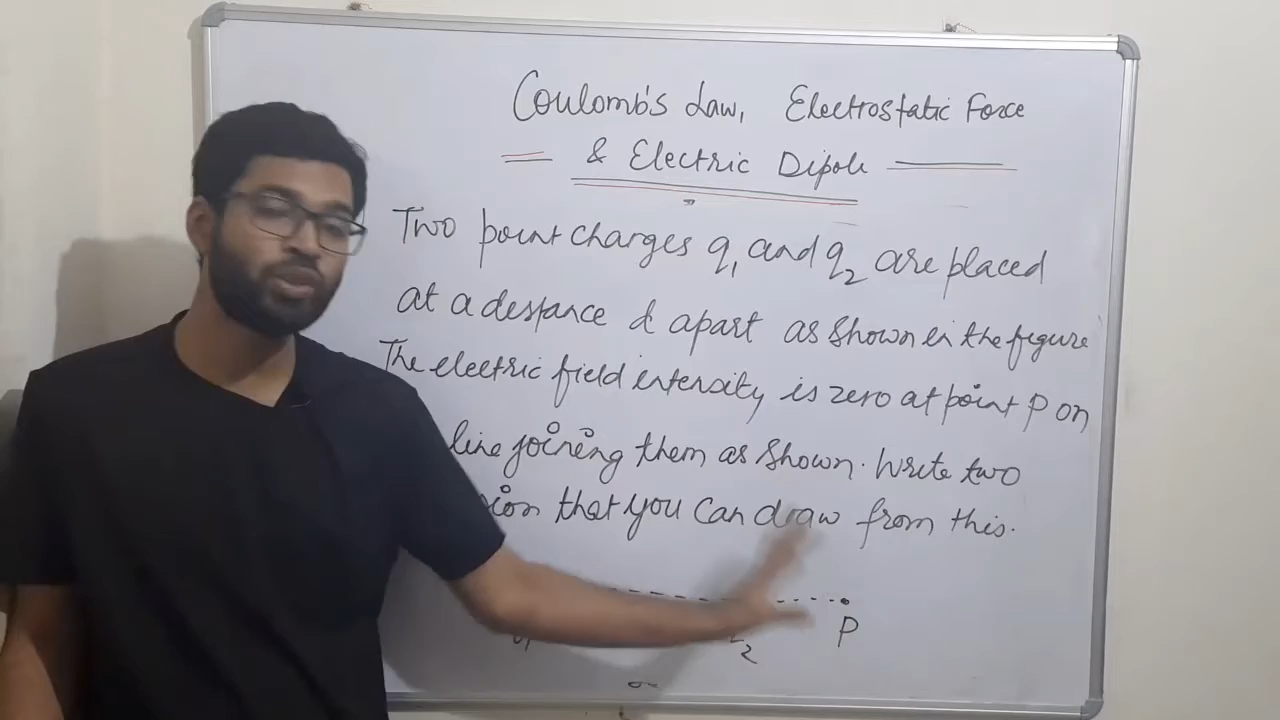 Coulomb's Law, Electrostatic Force
& Electric Dipole
Two point charges q1 and q2 are placed
at a distance d apart as shown in the figure
The electric field intensity is zero at point P on
line joining them as shown. Write two
that you can draw from this.
2 P